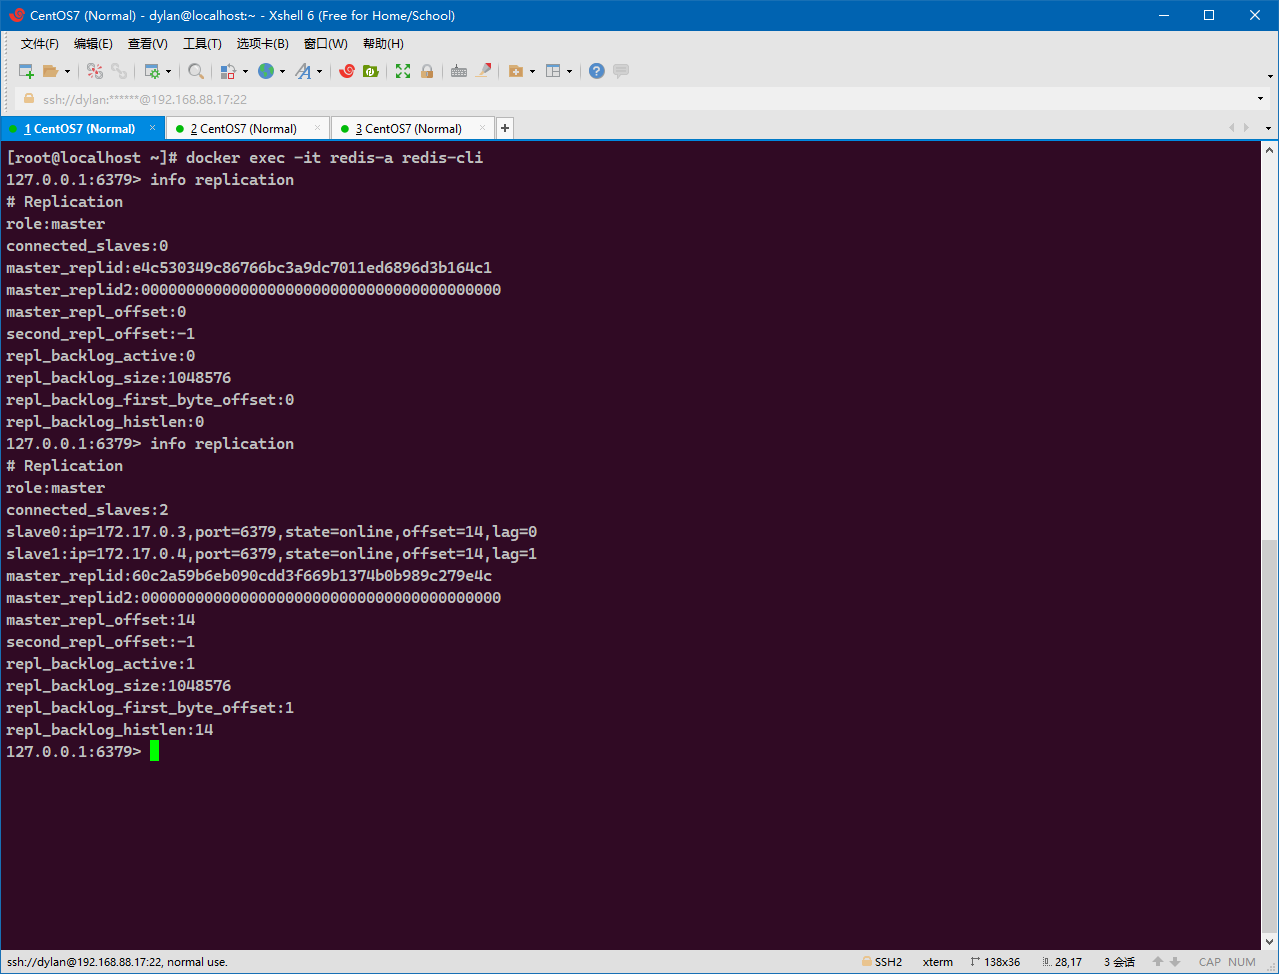 CentOS7 (Normal) - dylan@localhost:~ - Xshell 6 (Free for Home/School)
文件(F) 编辑(E) 查看(V) 工具(T) 选项卡(B) 窗口(W) 帮助(H)
ssh://dylan:******@192.168.88.17:22
1 CentOS7 (Normal) × 2 CentOS7 (Normal) × 3 CentOS7 (Normal) × +
[root@localhost ~]# docker exec -it redis-a redis-cli
127.0.0.1:6379> info replication
# Replication
role:master
connected_slaves:0
master_replid:e4c530349c86766bc3a9dc7011ed6896d3b164c1
master_replid2:0000000000000000000000000000000000000000
master_repl_offset:0
second_repl_offset:-1
repl_backlog_active:0
repl_backlog_size:1048576
repl_backlog_first_byte_offset:0
repl_backlog_histlen:0
127.0.0.1:6379> info replication
# Replication
role:master
connected_slaves:2
slave0:ip=172.17.0.3,port=6379,state=online,offset=14,lag=0
slave1:ip=172.17.0.4,port=6379,state=online,offset=14,lag=1
master_replid:60c2a59b6eb090cdd3f669b1374b0b989c279e4c
master_replid2:0000000000000000000000000000000000000000
master_repl_offset:14
second_repl_offset:-1
repl_backlog_active:1
repl_backlog_size:1048576
repl_backlog_first_byte_offset:1
repl_backlog_histlen:14
127.0.0.1:6379>
ssh://dylan@192.168.88.17:22, normal use. SSH2 xterm 138x36 28,17 3 会话 CAP NUM